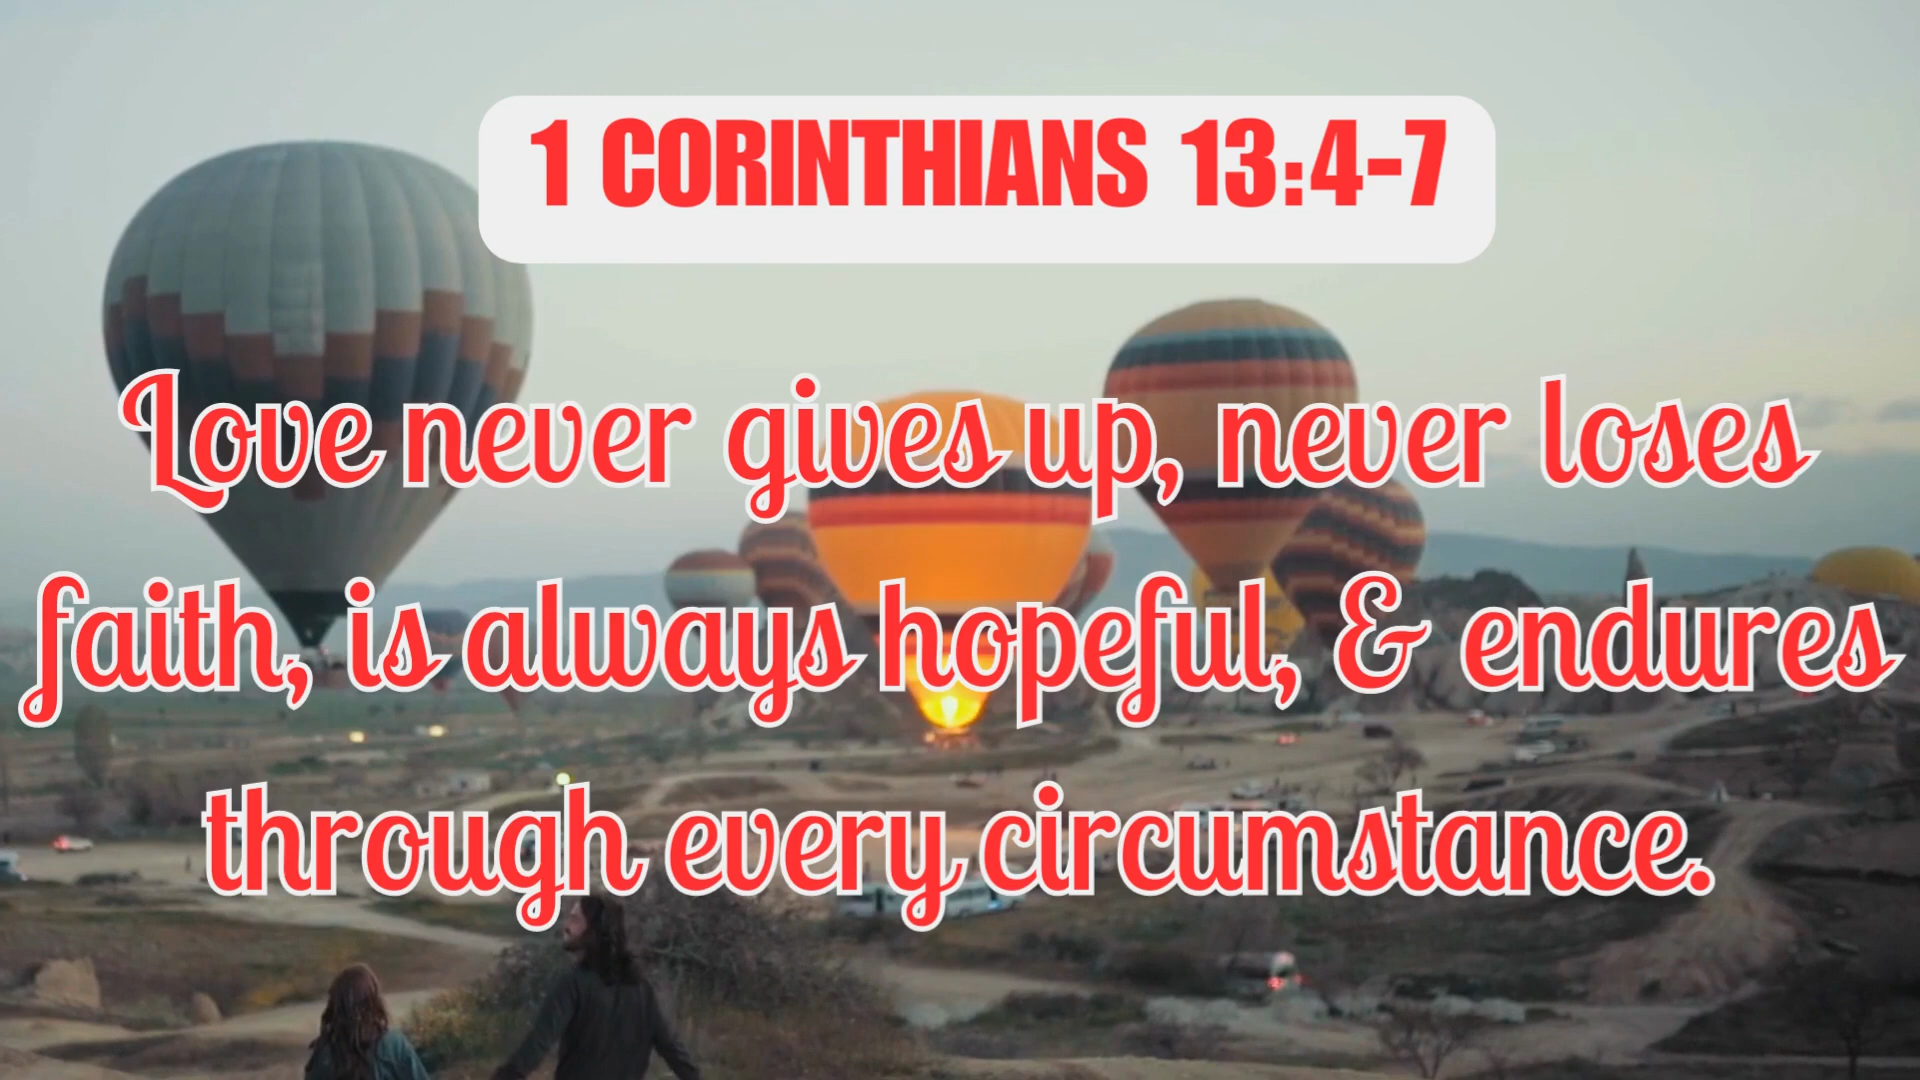 1 CORINTHIANS 13:4-7
Love never gives up, never loses
faith, is always hopeful, & endures
through every circumstance.